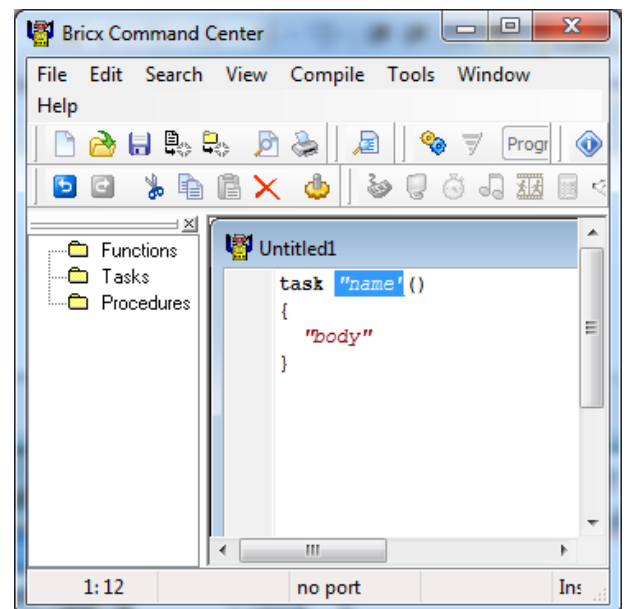 Bricx Command Center
File Edit Search View Compile Tools Window
Help
Progr
Functions
Tasks
Procedures
Untitled1
task "name"()
{
"body"
}
1:12 no port Ins